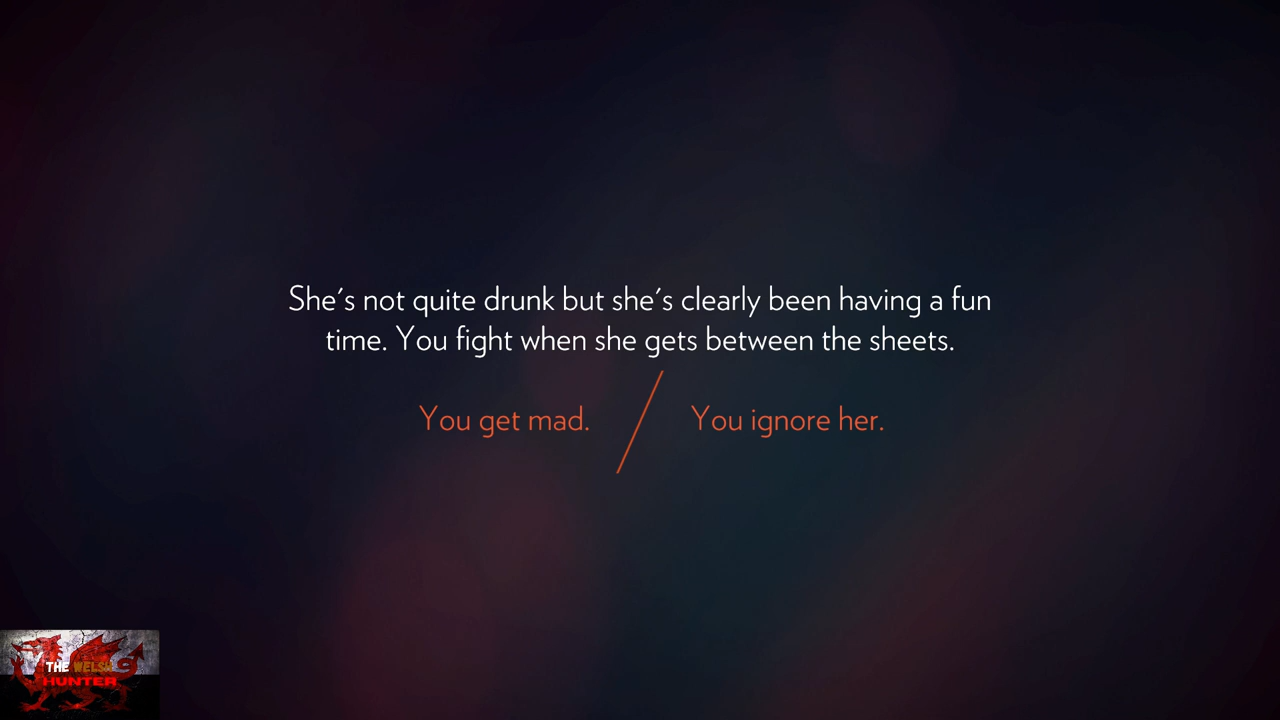 She's not quite drunk but she's clearly been having a fun
time. You fight when she gets between the sheets.
You get mad.
You ignore her.
THE WELSH
HUNTER